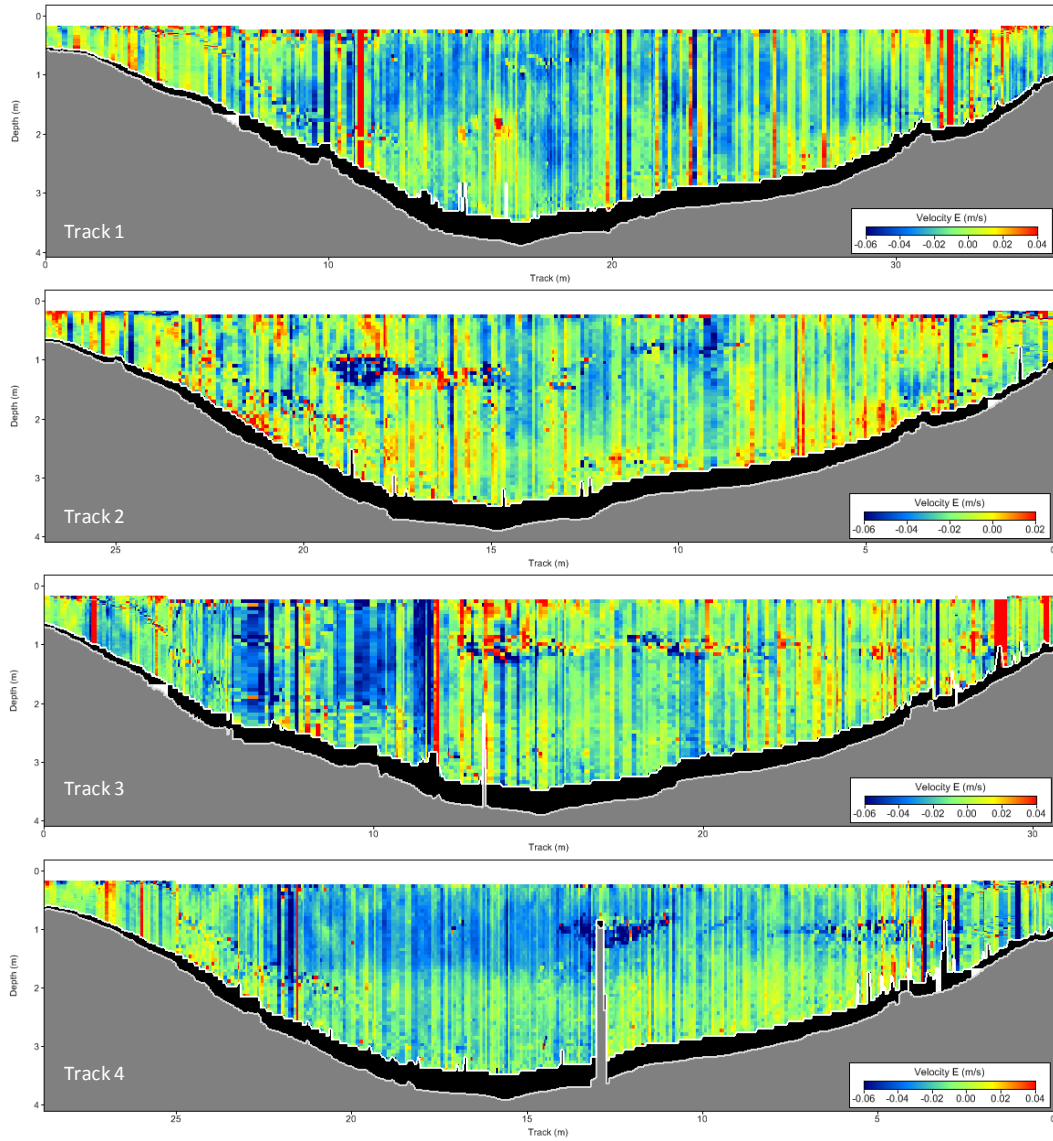 0
1
2
3
4
Depth (m)
Track 1
Velocity E (m/s)
-0.06 -0.04 -0.02 0.00 0.02 0.04
0 10 20 30
Track (m)
0
1
2
3
4
Depth (m)
Track 2
Velocity E (m/s)
-0.06 -0.04 -0.02 0.00 0.02
25 20 15 10 5 0
Track (m)
0
1
2
3
4
Depth (m)
Track 3
Velocity E (m/s)
-0.06 -0.04 -0.02 0.00 0.02 0.04
0 10 20 30
Track (m)
0
1
2
3
4
Depth (m)
Track 4
Velocity E (m/s)
-0.06 -0.04 -0.02 0.00 0.02 0.04
25 20 15 10 5
Track (m)